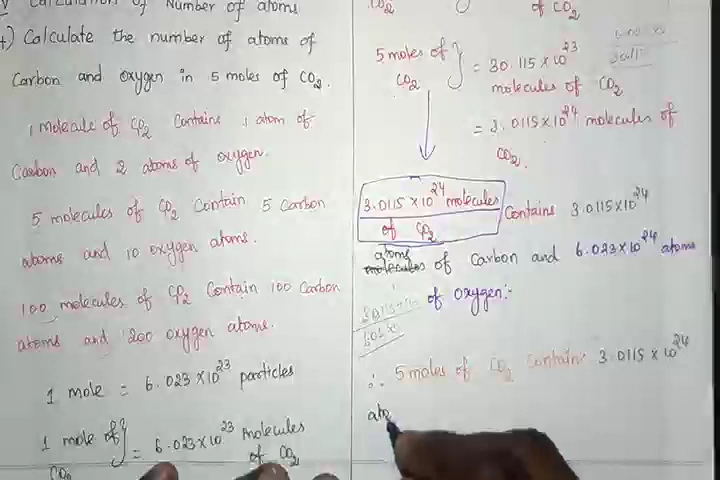 Calculation of Number of atoms
4) Calculate the number of atoms of
Carbon and oxygen in 5 moles of CO2.
1 molecule of CO2 Contains 1 atom of
Carbon and 2 atoms of oxygen.
5 molecules of CO2 Contain 5 Carbon
atoms and 10 oxygen atoms.
100 molecules of CO2 Contain 100 Carbon
atoms and 200 oxygen atoms.
1 mole = 6.023×10^23 particles
1 mole of } = 6.023×10^23 molecules
CO2 of CO2
CO2 of CO2
5 moles of } = 30.115×10^23
CO2 molecules of CO2
= 3.0115×10^24 molecules of
CO2.
3.0115×10^24 molecules
of CO2 Contains 3.0115×10^24
atoms
molecules of Carbon and 6.023×10^24 atoms
of oxygen:-
∴ 5 moles of CO2 Contains 3.0115×10^24
ato